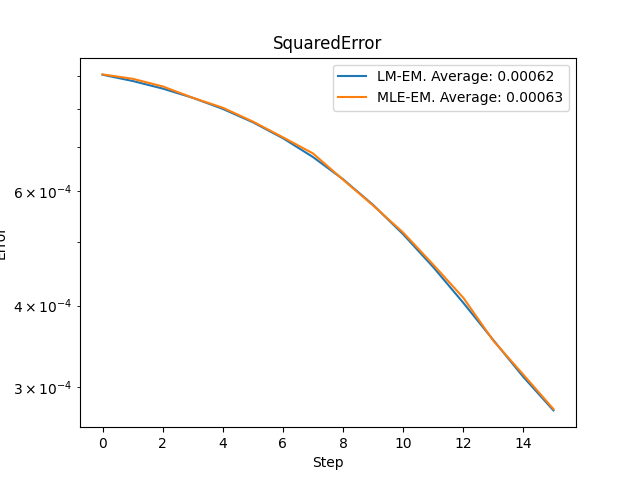 SquaredError
LM-EM. Average: 0.00062
MLE-EM. Average: 0.00063
6 × 10⁻⁴
4 × 10⁻⁴
3 × 10⁻⁴
Error
0 2 4 6 8 10 12 14
Step